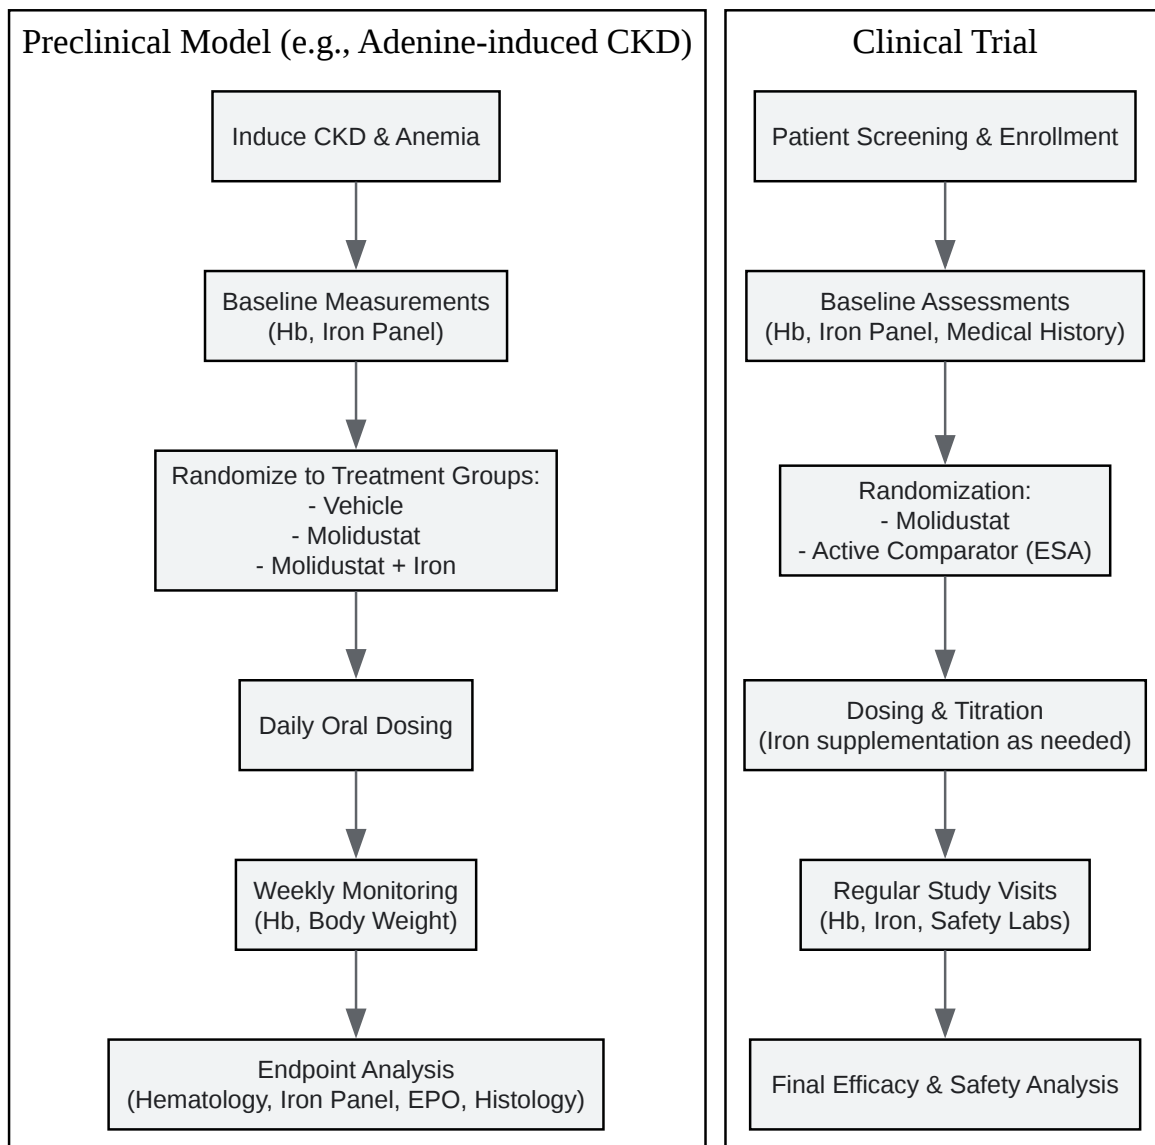 Preclinical Model (e.g., Adenine-induced CKD)
Induce CKD & Anemia
Baseline Measurements
(Hb, Iron Panel)
Randomize to Treatment Groups:
- Vehicle
- Molidustat
- Molidustat + Iron
Daily Oral Dosing
Weekly Monitoring
(Hb, Body Weight)
Endpoint Analysis
(Hematology, Iron Panel, EPO, Histology)
Clinical Trial
Patient Screening & Enrollment
Baseline Assessments
(Hb, Iron Panel, Medical History)
Randomization:
- Molidustat
- Active Comparator (ESA)
Dosing & Titration
(Iron supplementation as needed)
Regular Study Visits
(Hb, Iron, Safety Labs)
Final Efficacy & Safety Analysis